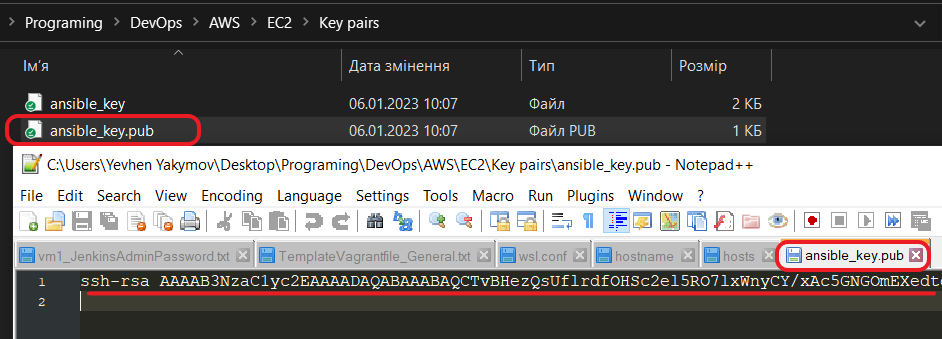 Programing > DevOps > AWS > EC2 > Key pairs
Ім'я Дата змінення Тип Розмір
ansible_key 06.01.2023 10:07 Файл 2 КБ
ansible_key.pub 06.01.2023 10:07 Файл PUB 1 КБ
C:\Users\Yevhen Yakymov\Desktop\Programing\DevOps\AWS\EC2\Key pairs\ansible_key.pub - Notepad++
File Edit Search View Encoding Language Settings Tools Macro Run Plugins Window ?
vm1_JenkinsAdminPassword.txt TemplateVagrantfile_General.txt wsl.conf hostname hosts ansible_key.pub
1 ssh-rsa AAAAB3NzaC1yc2EAAAADAQABAAABAQCTvBHezQsUflrdfOHSc2el5RO7lxWnyCY/xAc5GNGOmEXedt
2